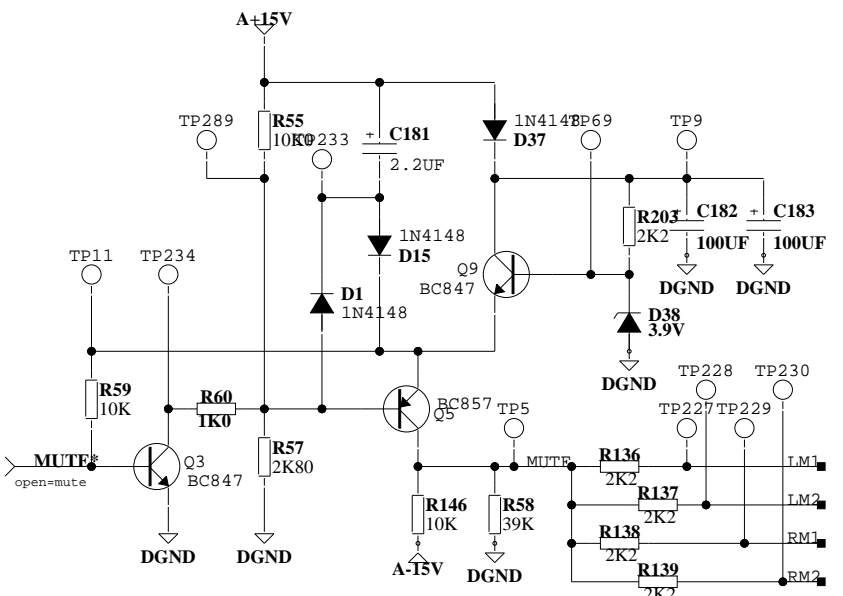 A+15V
TP289
R55
10K0
TP233
+
C181
2.2UF
1N4148
D37
TP69
TP9
R203
2K2
+
C182
100UF
+
C183
100UF
DGND
DGND
1N4148
D15
Q9
BC847
TP11
TP234
D1
1N4148
D38
3.9V
DGND
R59
10K
R60
1K0
BC857
Q5
TP5
TP228
TP230
TP227
TP229
MUTE*
open=mute
Q3
BC847
R57
2K80
MUTE
R136
2K2
LM1
R137
2K2
LM2
R138
2K2
RM1
R139
2K2
RM2
R146
10K
R58
39K
DGND
DGND
A-15V
DGND